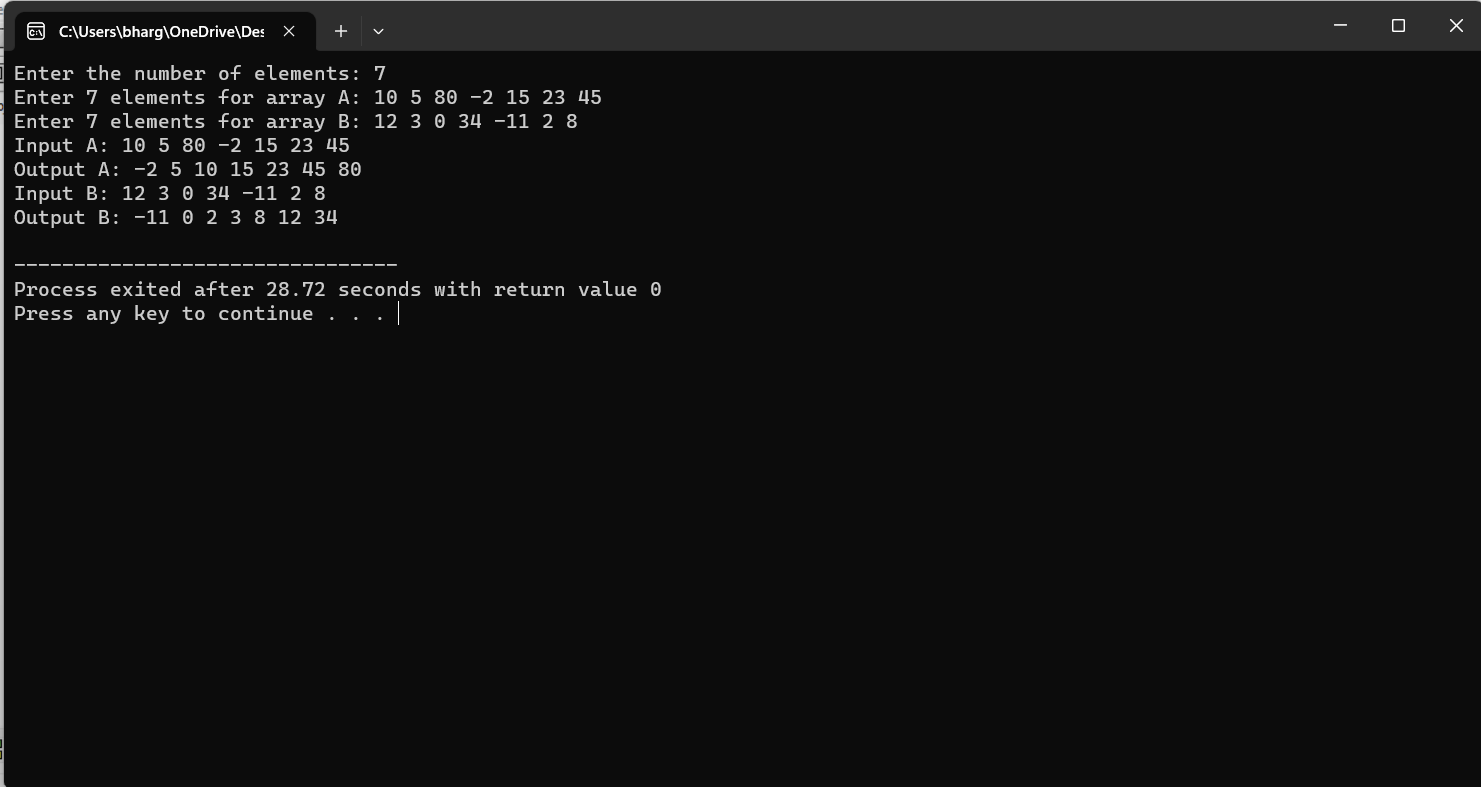 C:\Users\bharg\OneDrive\Des
Enter the number of elements: 7
Enter 7 elements for array A: 10 5 80 -2 15 23 45
Enter 7 elements for array B: 12 3 0 34 -11 2 8
Input A: 10 5 80 -2 15 23 45
Output A: -2 5 10 15 23 45 80
Input B: 12 3 0 34 -11 2 8
Output B: -11 0 2 3 8 12 34
--------------------------------
Process exited after 28.72 seconds with return value 0
Press any key to continue . . .